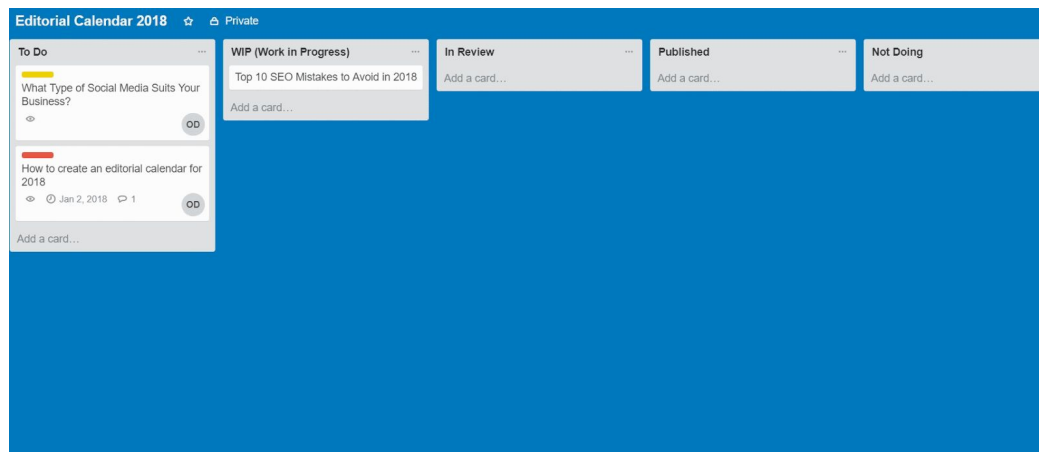 Editorial Calendar 2018
Private
To Do
What Type of Social Media Suits Your
Business?
OD
How to create an editorial calendar for
2018
Jan 2, 2018 1
OD
Add a card…
WIP (Work in Progress)
Top 10 SEO Mistakes to Avoid in 2018
Add a card…
In Review
Add a card…
Published
Add a card…
Not Doing
Add a card…